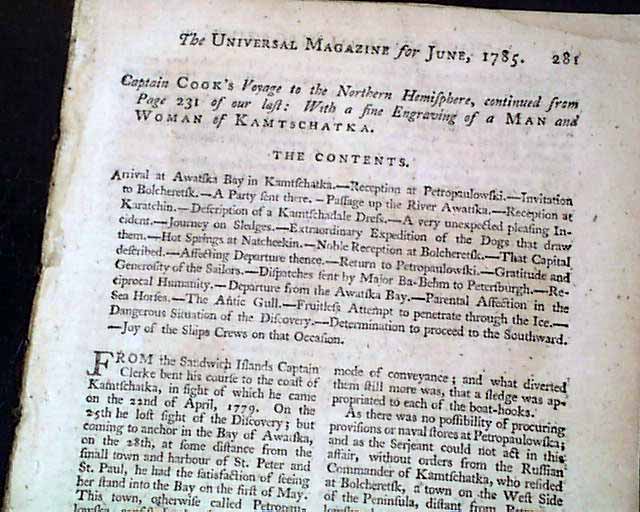 The UNIVERSAL MAGAZINE for JUNE, 1785. 281
Captain COOK's Voyage to the Northern Hemiſphere, continued from
Page 231 of our laſt: With a fine Engraving of a MAN and
WOMAN of KAMTSCHATKA.
THE CONTENTS.
Arrival at Awatſka Bay in Kamtſchatka.—Reception at Petropaulowſki.—Invitation
to Bolcheretſk.—A Party ſent there.—Paſſage up the River Awatſka.—Reception at
Karatchin.—Deſcription of a Kamtſchadale Dreſs.—A very unexpected pleaſing In-
cident.—Journey on Sledges.—Extraordinary Expedition of the Dogs that draw
them.—Hot Springs at Natcheekin.—Noble Reception at Bolcheretſk.—That Capital
deſcribed.—Affecting Departure thence.—Return to Petropaulowſki.—Gratitude and
Generoſity of the Sailors.—Diſpatches ſent by Major Ba-Behm to Peterſburgh.—Re-
ciprocal Humanity.—Departure from the Awatſka Bay.—Parental Affection in the
Sea Horſes.—The Arctic Gull.—Fruitleſs Attempt to penetrate through the Ice.—
Dangerous Situation of the Diſcovery.—Determination to proceed to the Southward.
—Joy of the Ships Crews on that Occaſion.
FROM the Sandwich Iſlands Captain
Clerke bent his courſe to the coaſt of
Kamtſchatka, in ſight of which he came
on the 22nd of April, 1779. On the
25th he loſt ſight of the Diſcovery; but
coming to anchor in the Bay of Awatſka,
on the 28th, at ſome diſtance from the
ſmall town and harbour of St. Peter and
St. Paul, he had the ſatisfaction of ſeeing
her ſtand into the Bay on the firſt of May.
This town, otherwiſe called Petropau-
mode of conveyance; and what diverted
them ſtill more was, that a ſledge was ap-
propriated to each of the boat-hooks.
As there was no poſſibility of procuring
proviſions or naval ſtores at Petropaulowſka;
and as the Serjeant could not act in this
affair, without orders from the Ruſſian
Commander of Kamtſchatka, who reſided
at Bolcheretſk, a town on the Weſt Side
of the Peninſula, diſtant from